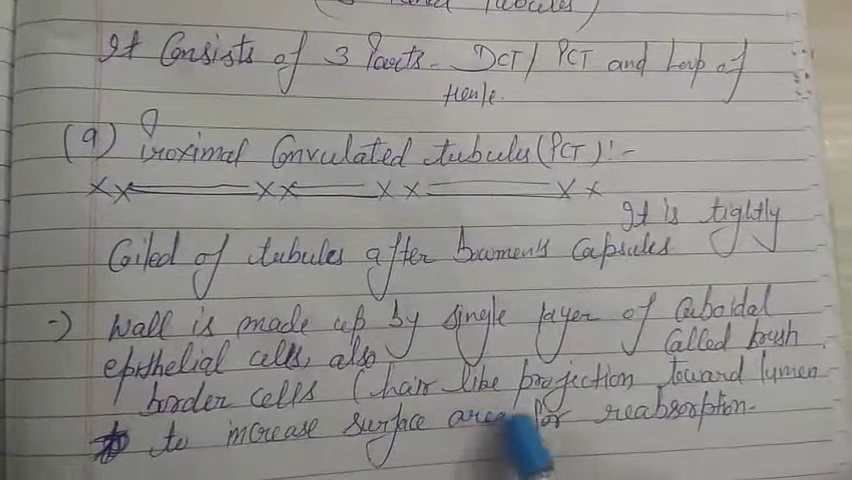 Tubules)
It Consists of 3 Parts - DCT/ PCT and Loop of
Henle.
(a) Proximal Convulated tubules (PCT) :-
It is tightly
Coiled of tubules after bowmen's Capsules
-) Wall is made up by single layer of Cuboidal
epithelial cells, also Called brush
border cells (hair like projection toward lumen
to increase surface area for reabsorption.